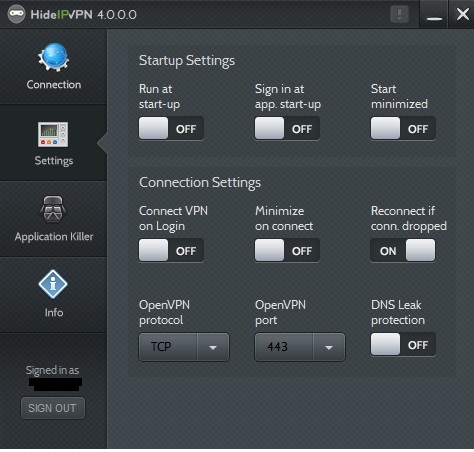 HideIPVPN 4.0.0.0
!
Connection
Settings
Application Killer
Info
Signed in as
SIGN OUT
Startup Settings
Run at
start-up
OFF
Sign in at
app. start-up
OFF
Start
minimized
OFF
Connection Settings
Connect VPN
on Login
OFF
Minimize
on connect
OFF
Reconnect if
conn. dropped
ON
OpenVPN
protocol
TCP
OpenVPN
port
443
DNS Leak
protection
OFF